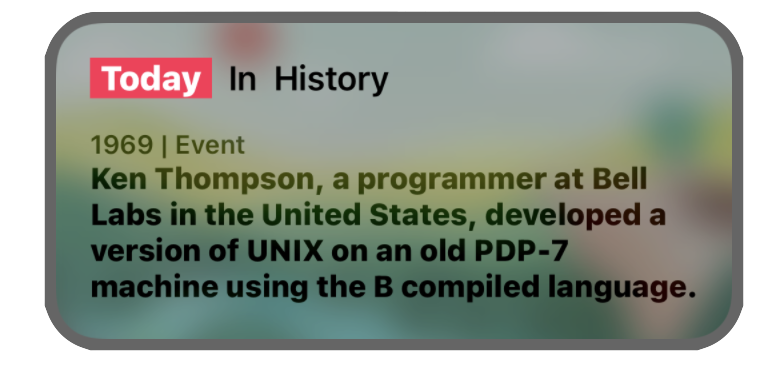 Today In History
1969 | Event
Ken Thompson, a programmer at Bell
Labs in the United States, developed a
version of UNIX on an old PDP-7
machine using the B compiled language.